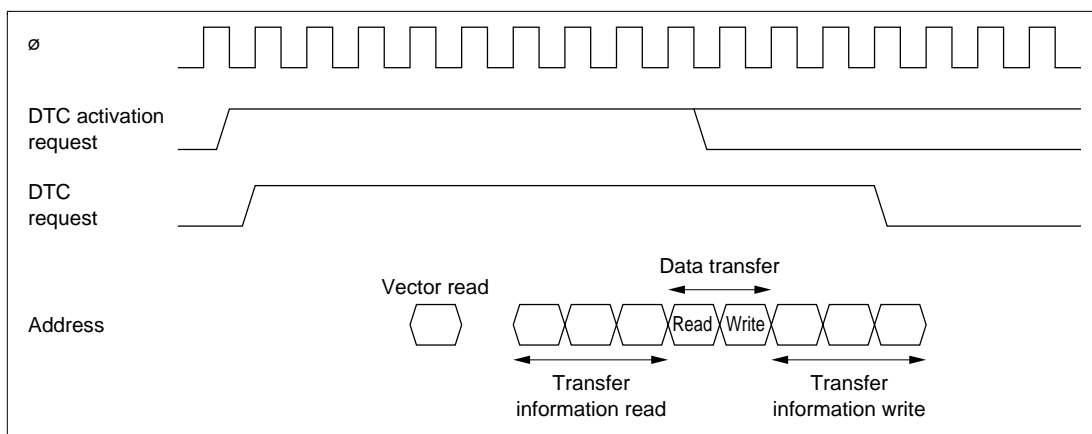 ø
DTC activation
request
DTC
request
Data transfer
Vector read
Address
Read
Write
Transfer
information read
Transfer
information write